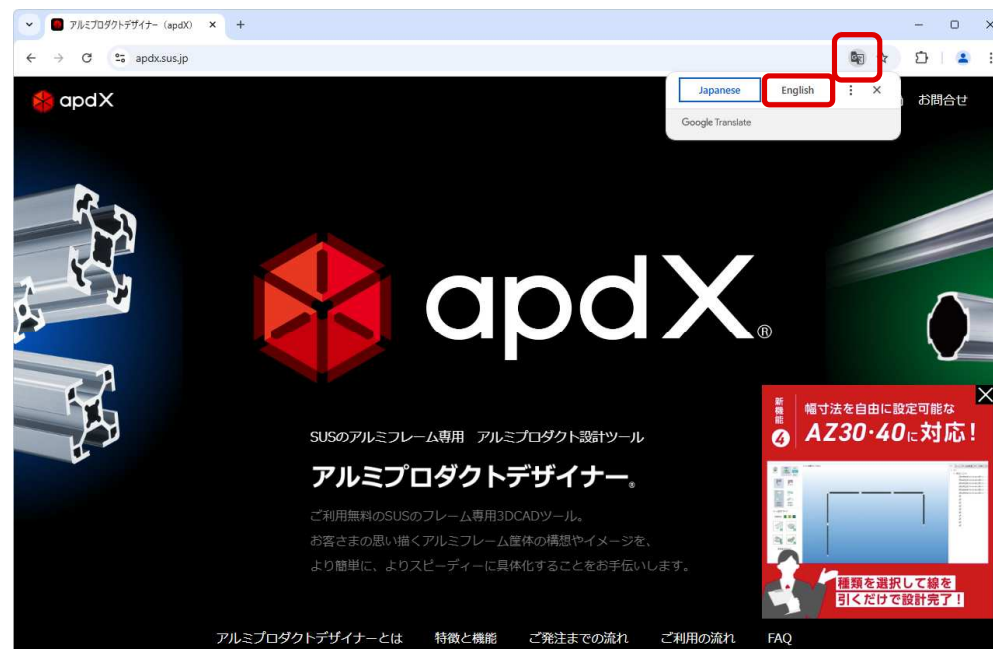 アルミプロダクトデザイナー（apdX）
apdx.sus.jp
Japanese
English
Google Translate
apdX
お問合せ
apdX®
SUSのアルミフレーム専用　アルミプロダクト設計ツール
アルミプロダクトデザイナー®
ご利用無料のSUSのフレーム専用3DCADツール。
お客さまの思い描くアルミフレーム筐体の構想やイメージを、
より簡単に、よりスピーディーに具体化することをお手伝いします。
新機能4
幅寸法を自由に設定可能な
AZ30･40に対応！
種類を選択して線を
引くだけで設計完了！
アルミプロダクトデザイナーとは
特徴と機能
ご発注までの流れ
ご利用の流れ
FAQ